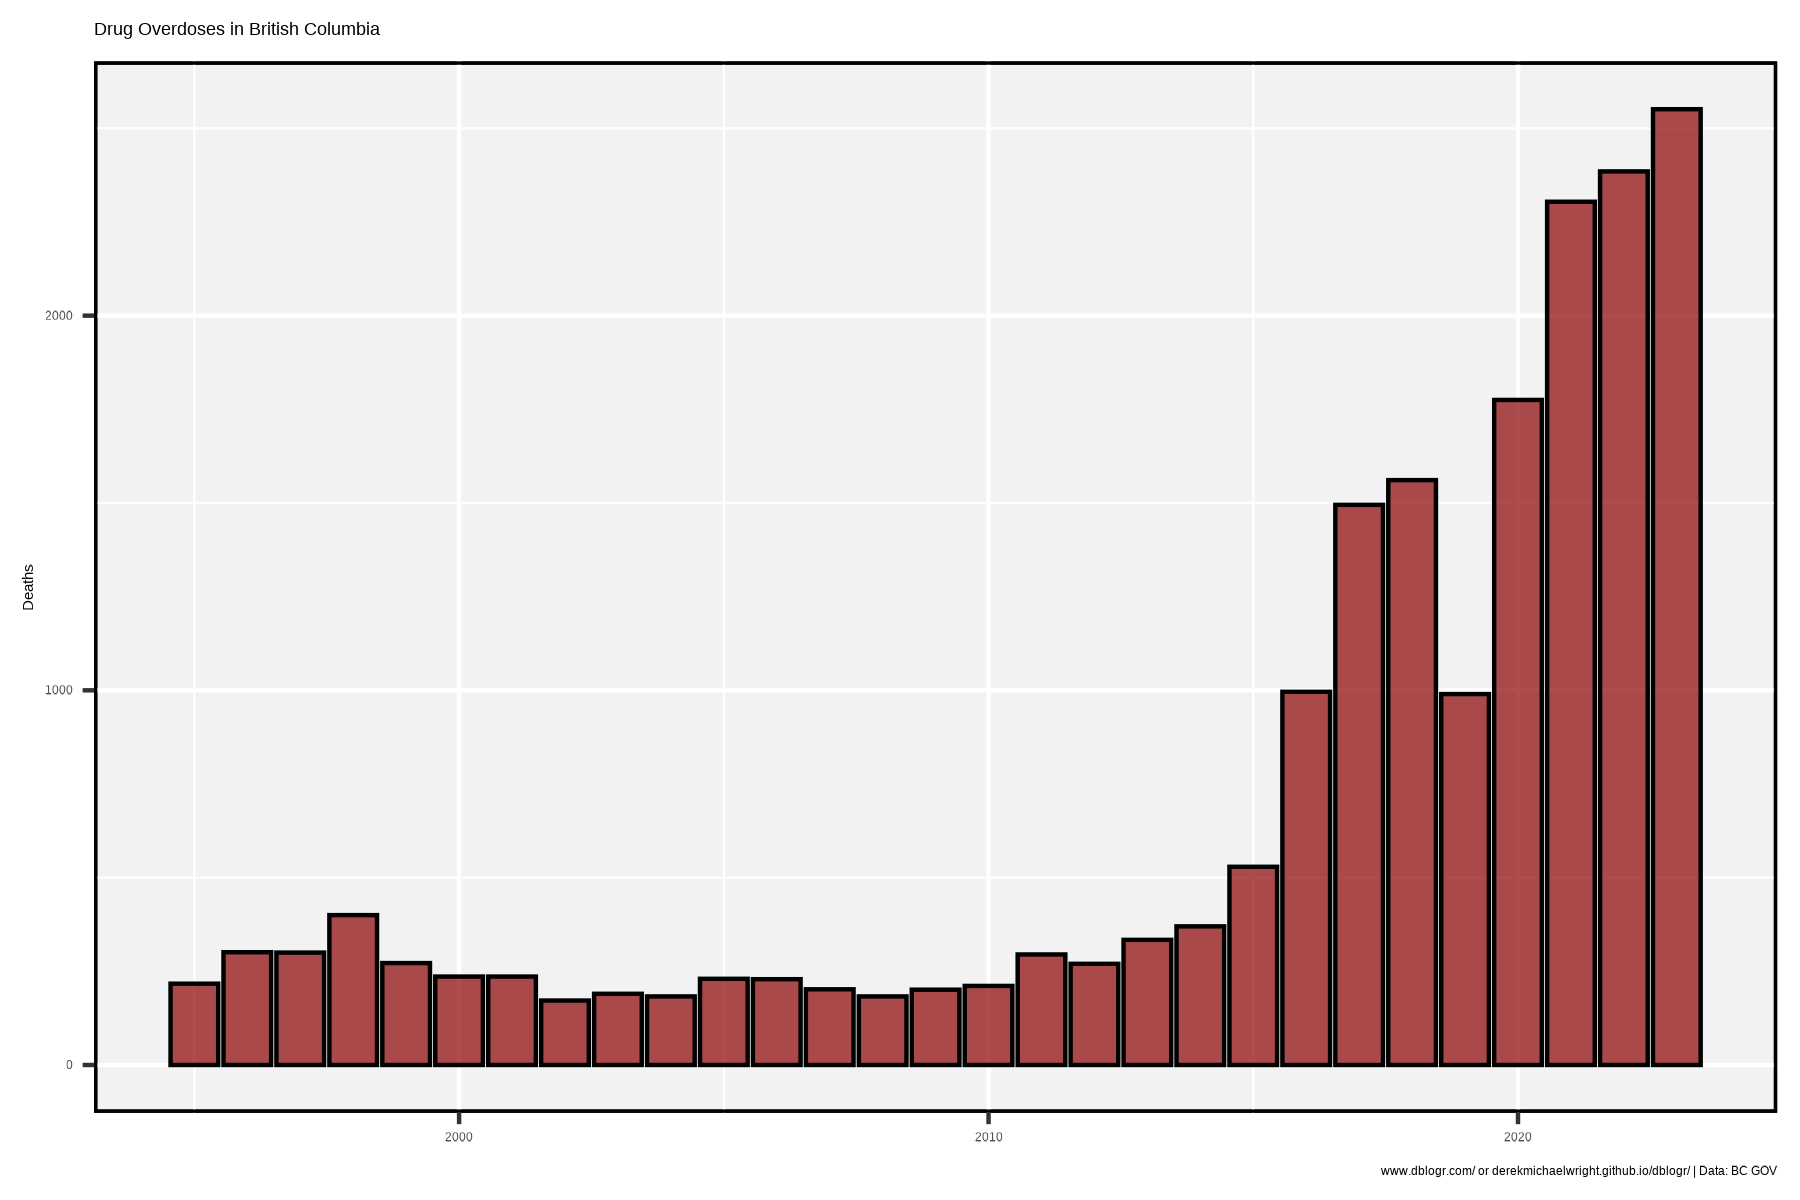 Drug Overdoses in British Columbia
Deaths
2000
1000
0
2000
2010
2020
www.dblogr.com/ or derekmichaelwright.github.io/dblogr/ | Data: BC GOV